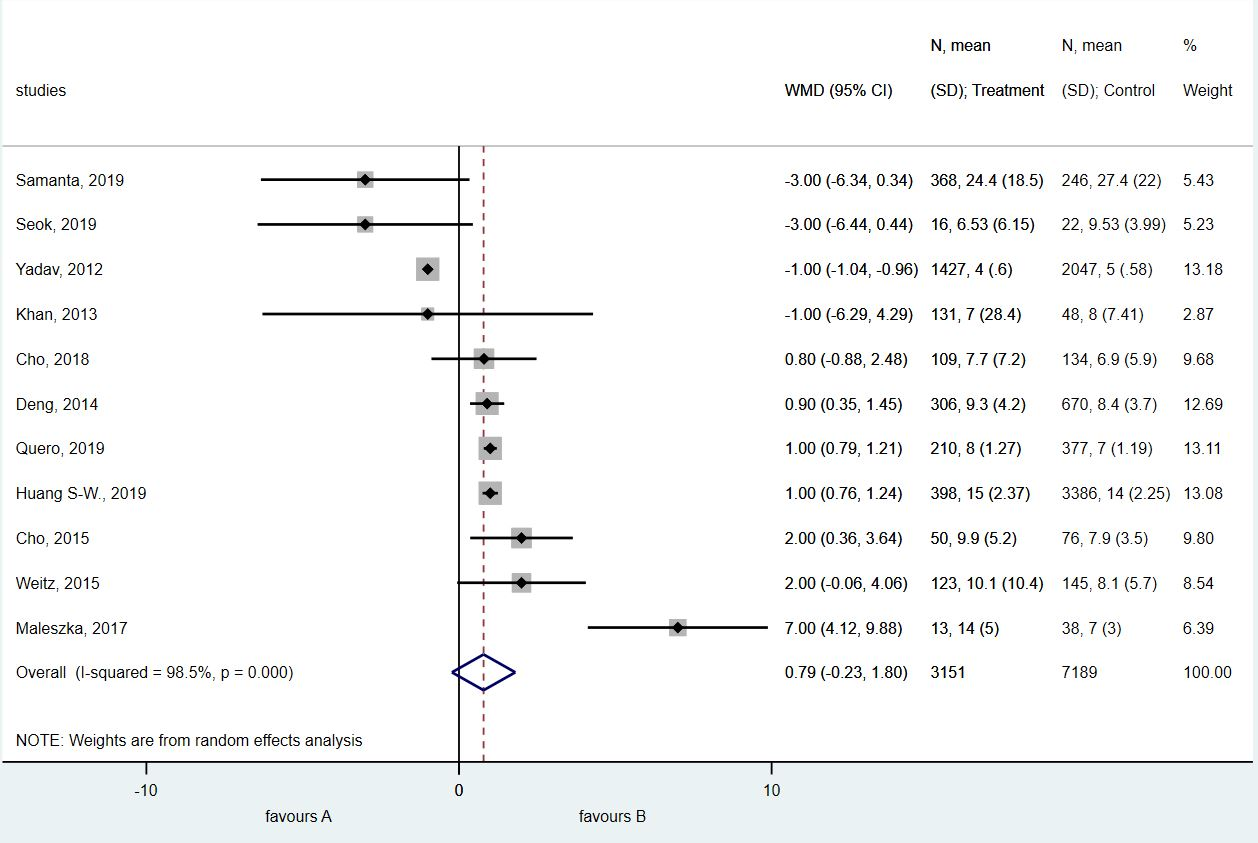 N, mean N, mean %
studies WMD (95% CI) (SD); Treatment (SD); Control Weight
Samanta, 2019 -3.00 (-6.34, 0.34) 368, 24.4 (18.5) 246, 27.4 (22) 5.43
Seok, 2019 -3.00 (-6.44, 0.44) 16, 6.53 (6.15) 22, 9.53 (3.99) 5.23
Yadav, 2012 -1.00 (-1.04, -0.96) 1427, 4 (.6) 2047, 5 (.58) 13.18
Khan, 2013 -1.00 (-6.29, 4.29) 131, 7 (28.4) 48, 8 (7.41) 2.87
Cho, 2018 0.80 (-0.88, 2.48) 109, 7.7 (7.2) 134, 6.9 (5.9) 9.68
Deng, 2014 0.90 (0.35, 1.45) 306, 9.3 (4.2) 670, 8.4 (3.7) 12.69
Quero, 2019 1.00 (0.79, 1.21) 210, 8 (1.27) 377, 7 (1.19) 13.11
Huang S-W., 2019 1.00 (0.76, 1.24) 398, 15 (2.37) 3386, 14 (2.25) 13.08
Cho, 2015 2.00 (0.36, 3.64) 50, 9.9 (5.2) 76, 7.9 (3.5) 9.80
Weitz, 2015 2.00 (-0.06, 4.06) 123, 10.1 (10.4) 145, 8.1 (5.7) 8.54
Maleszka, 2017 7.00 (4.12, 9.88) 13, 14 (5) 38, 7 (3) 6.39
Overall (I-squared = 98.5%, p = 0.000) 0.79 (-0.23, 1.80) 3151 7189 100.00
NOTE: Weights are from random effects analysis
-10 0 10
favours A favours B